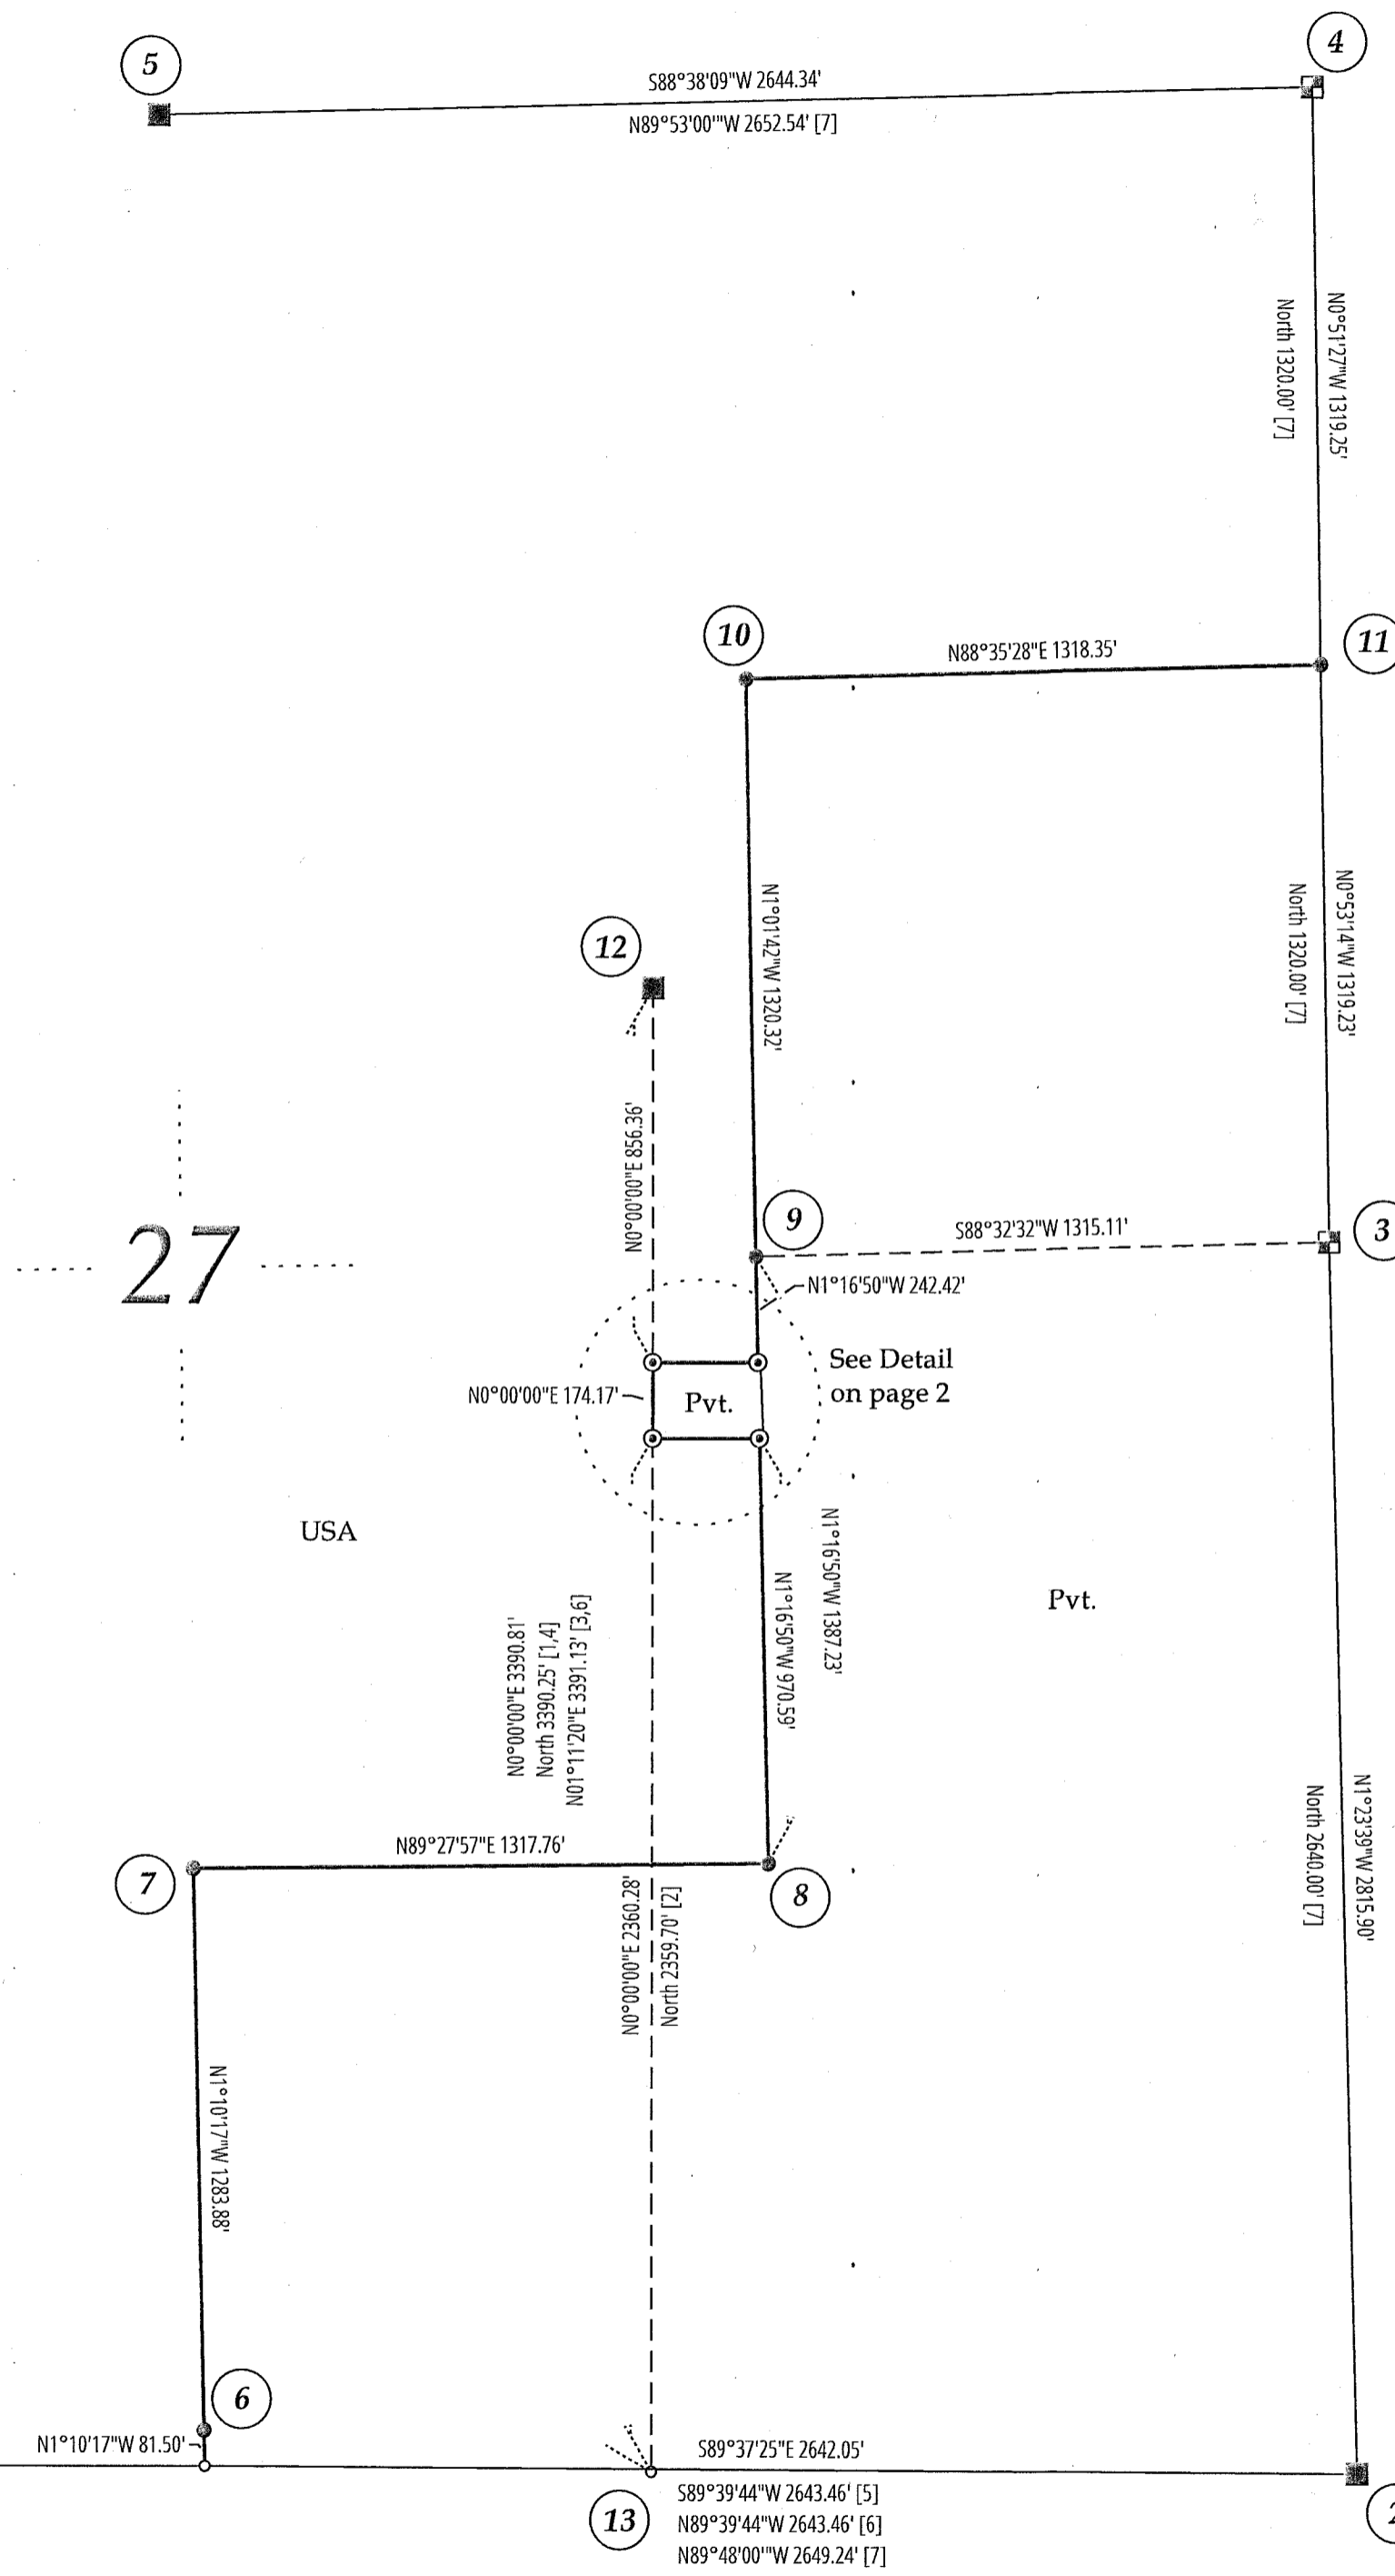 5
4
S88°38'09"W 2644.34'
N89°53'00'"W 2652.54' [7]
N0°51'27"W 1319.25'
North 1320.00' [7]
10
11
N88°35'28"E 1318.35'
N0°53'14"W 1319.23'
North 1320.00' [7]
N1°01'42"W 1320.32'
12
N0°00'00"E 856.36'
9
3
S88°32'32"W 1315.11'
27
N1°16'50"W 242.42'
See Detail
on page 2
N0°00'00"E 174.17'
Pvt.
USA
N1°16'50"W 1387.23'
N1°16'50"W 970.59'
Pvt.
N0°00'00"E 3390.81'
North 3390.25' [1,4]
N01°11'20"E 3391.13' [3,6]
N1°23'39"W 2815.90'
North 2640.00' [7]
N89°27'57"E 1317.76'
7
8
N0°00'00"E 2360.28'
North 2359.70' [2]
N1°10'17"W 1283.88'
6
N1°10'17"W 81.50'
S89°37'25"E 2642.05'
13
S89°39'44"W 2643.46' [5]
N89°39'44"W 2643.46' [6]
N89°48'00'"W 2649.24' [7]
2